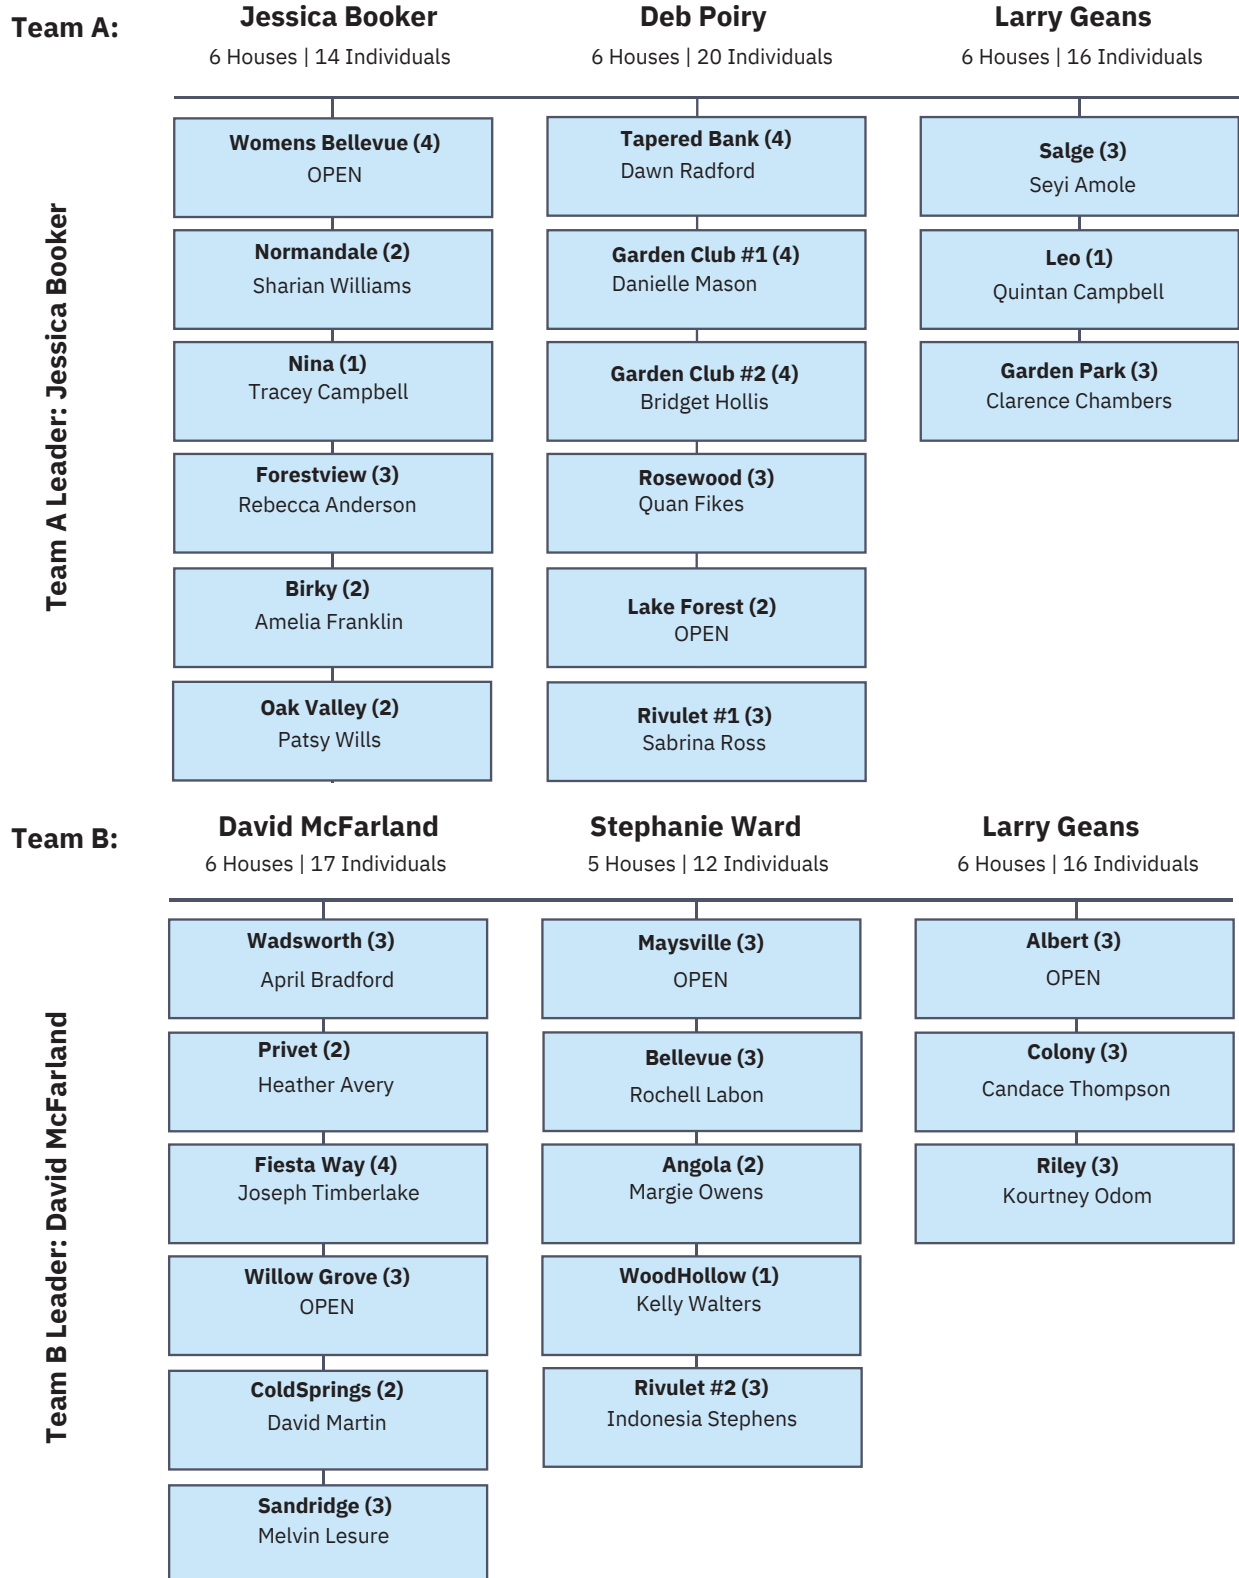 Team A:
Team A Leader: Jessica Booker
Jessica Booker
6 Houses | 14 Individuals
Womens Bellevue (4)
OPEN
Normandale (2)
Sharian Williams
Nina (1)
Tracey Campbell
Forestview (3)
Rebecca Anderson
Birky (2)
Amelia Franklin
Oak Valley (2)
Patsy Wills
Deb Poiry
6 Houses | 20 Individuals
Tapered Bank (4)
Dawn Radford
Garden Club #1 (4)
Danielle Mason
Garden Club #2 (4)
Bridget Hollis
Rosewood (3)
Quan Fikes
Lake Forest (2)
OPEN
Rivulet #1 (3)
Sabrina Ross
Larry Geans
6 Houses | 16 Individuals
Salge (3)
Seyi Amole
Leo (1)
Quintan Campbell
Garden Park (3)
Clarence Chambers
Team B:
Team B Leader: David McFarland
David McFarland
6 Houses | 17 Individuals
Wadsworth (3)
April Bradford
Privet (2)
Heather Avery
Fiesta Way (4)
Joseph Timberlake
Willow Grove (3)
OPEN
ColdSprings (2)
David Martin
Sandridge (3)
Melvin Lesure
Stephanie Ward
5 Houses | 12 Individuals
Maysville (3)
OPEN
Bellevue (3)
Rochell Labon
Angola (2)
Margie Owens
WoodHollow (1)
Kelly Walters
Rivulet #2 (3)
Indonesia Stephens
Larry Geans
6 Houses | 16 Individuals
Albert (3)
OPEN
Colony (3)
Candace Thompson
Riley (3)
Kourtney Odom